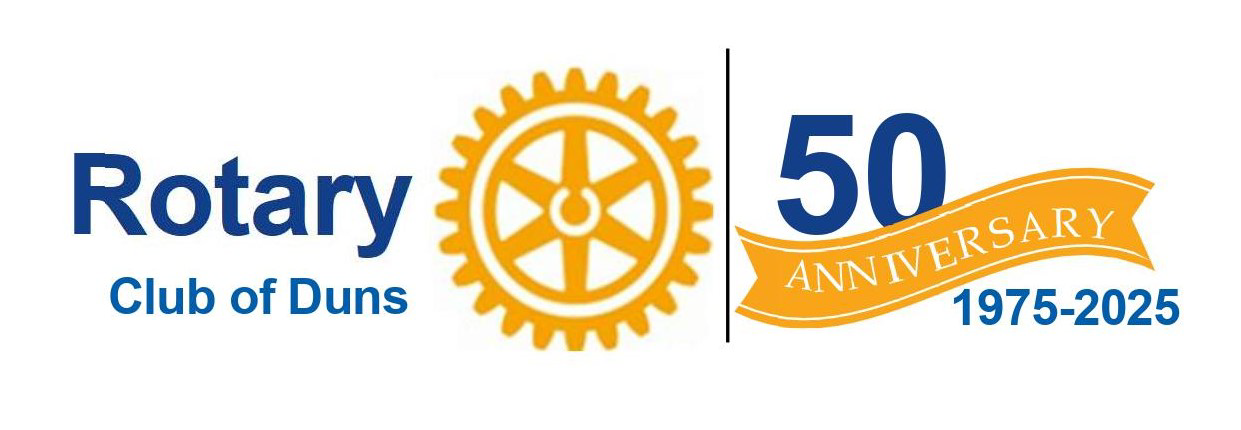 Rotary
Club of Duns
50
ANNIVERSARY
1975-2025